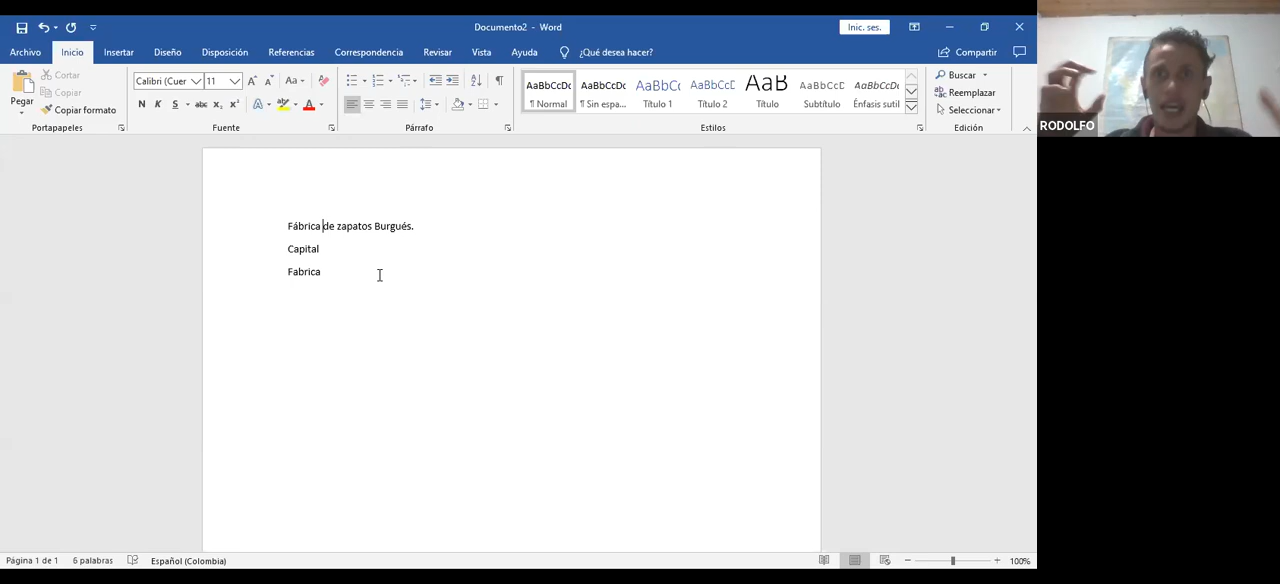 Documento2 - Word
Inic. ses.
Archivo Inicio Insertar Diseño Disposición Referencias Correspondencia Revisar Vista Ayuda ¿Qué desea hacer? Compartir
Pegar
Cortar
Copiar
Copiar formato
Portapapeles
Calibri (Cuer 11
Fuente
Párrafo
AaBbCcDc AaBbCcDc AaBbCc AaBbCcD AaB AaBbCcD AaBbCcDc
¶ Normal ¶ Sin espa... Título 1 Título 2 Título Subtítulo Énfasis sutil
Estilos
Buscar
Reemplazar
Seleccionar
Edición
RODOLFO
Fábrica de zapatos Burgués.
Capital
Fabrica
Página 1 de 1 6 palabras Español (Colombia) 100%